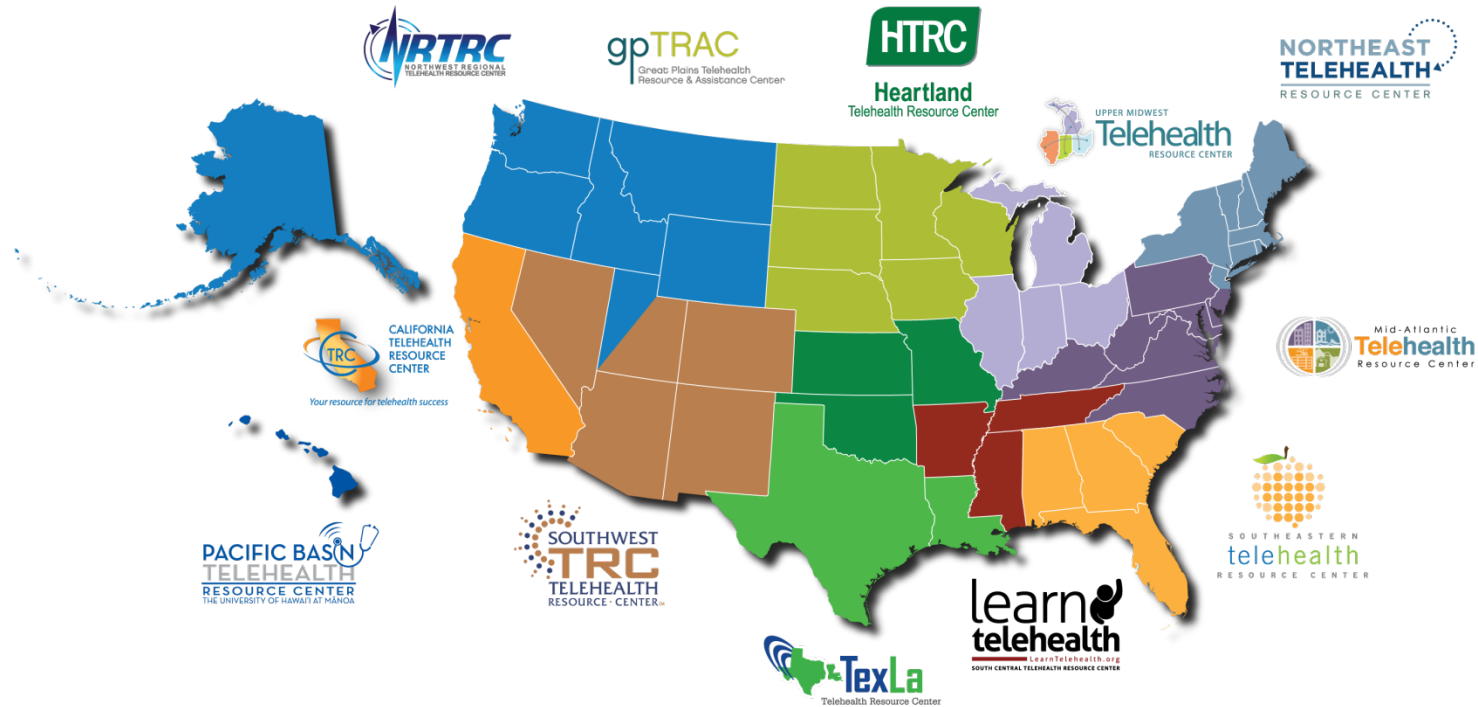 NRTRC
NORTHWEST REGIONAL
TELEHEALTH RESOURCE CENTER
gpTRAC
Great Plains Telehealth
Resource & Assistance Center
HTRC
Heartland
Telehealth Resource Center
UPPER MIDWEST
Telehealth
RESOURCE CENTER
NORTHEAST
TELEHEALTH
RESOURCE CENTER
TRC
CALIFORNIA
TELEHEALTH
RESOURCE
CENTER
Your resource for telehealth success
Mid-Atlantic
Telehealth
Resource Center
PACIFIC BASIN
TELEHEALTH
RESOURCE CENTER
THE UNIVERSITY OF HAWAI'I AT MĀNOA
SOUTHWEST
TRC
TELEHEALTH
RESOURCE · CENTER SM
SOUTHEASTERN
telehealth
RESOURCE CENTER
learn
telehealth
LearnTelehealth.org
SOUTH CENTRAL TELEHEALTH RESOURCE CENTER
TexLa
Telehealth Resource Center